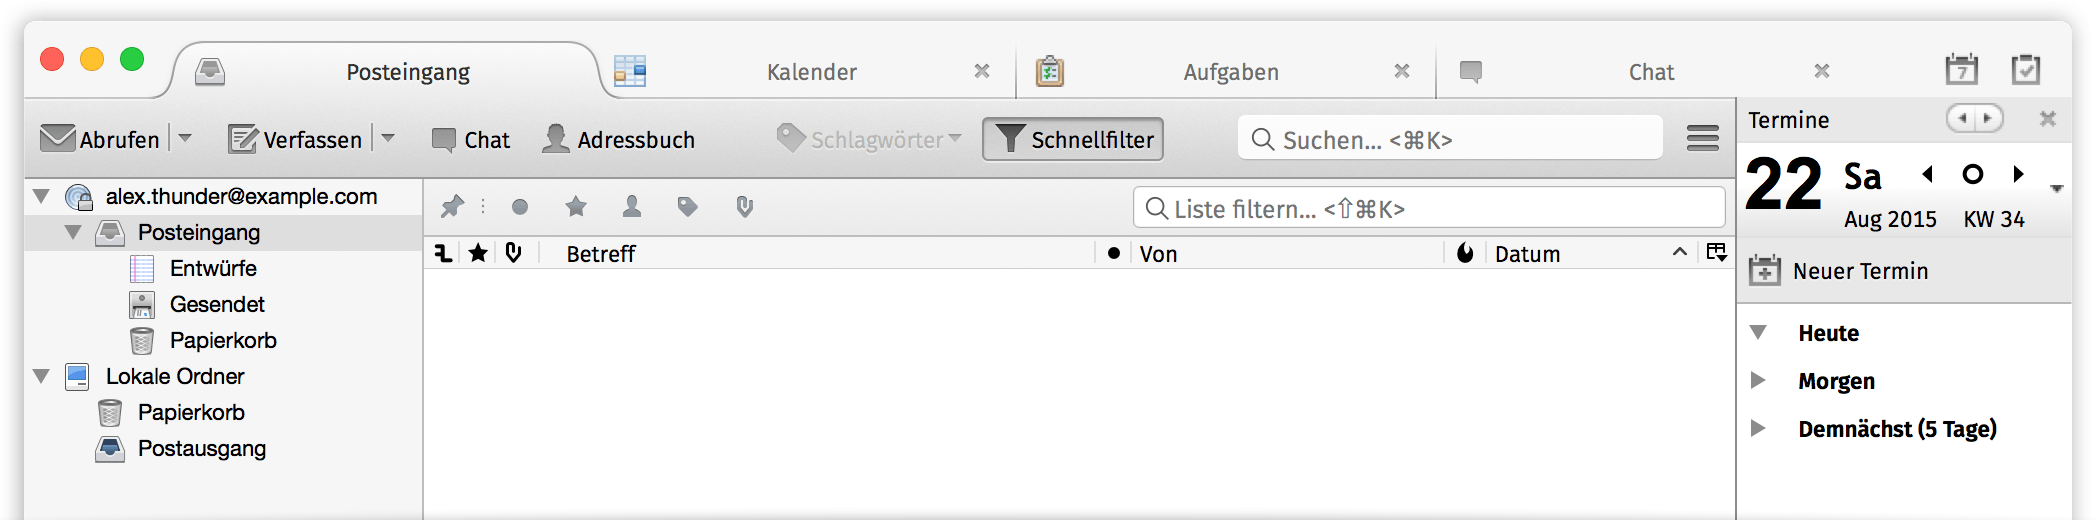 Posteingang
Kalender
Aufgaben
Chat
7
Abrufen
Verfassen
Chat
Adressbuch
Schlagwörter
Schnellfilter
Suchen... <⌘K>
Termine
alex.thunder@example.com
Posteingang
Entwürfe
Gesendet
Papierkorb
Lokale Ordner
Papierkorb
Postausgang
Liste filtern... <⇧⌘K>
Betreff
Von
Datum
22
Sa
Aug 2015
KW 34
Neuer Termin
Heute
Morgen
Demnächst (5 Tage)